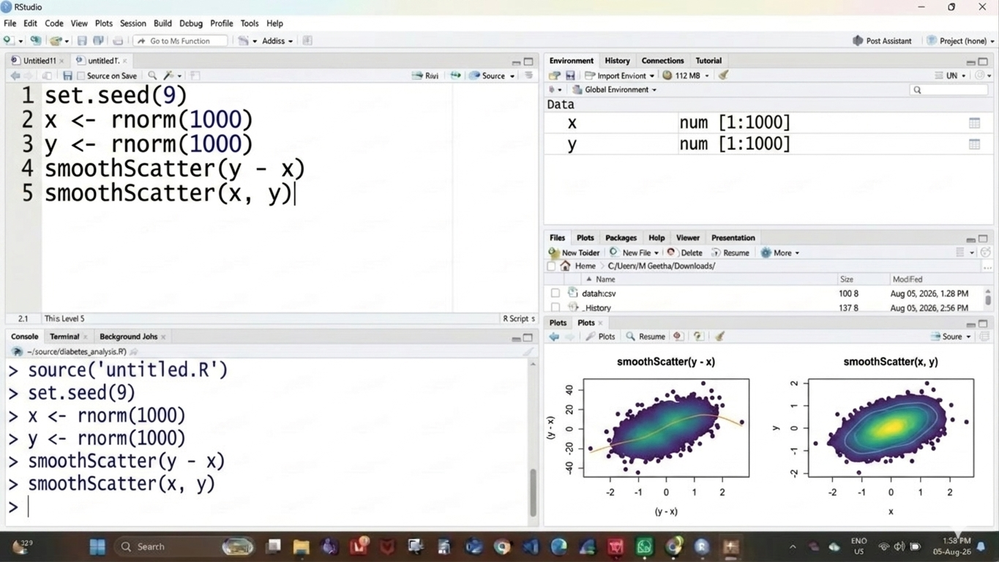 RStudio
File Edit Code View Plots Session Build Debug Profile Tools Help
Go to Ms Function Addiss Post Assistant Project (hone)
Untitled11 × untitled1. ×
Source on Save Rıvi Source
1 set.seed(9)
2 x <- rnorm(1000)
3 y <- rnorm(1000)
4 smoothScatter(y - x)
5 smoothScatter(x, y)
2.1 This Level 5 R Script s
Console Terminal × Background Johs ×
~/source/diabetes_analysis.R')
> source('untitled.R')
> set.seed(9)
> x <- rnorm(1000)
> y <- rnorm(1000)
> smoothScatter(y - x)
> smoothScatter(x, y)
>
Environment History Connections Tutorial
Import Enviont 112 MB UN
Global Environment
Data
x num [1:1000]
y num [1:1000]
Files Plots Packages Help Viewer Presentation
New Toider New File Delete Resume More
Home C/Ueen/M Geetha/Downloads/
Name Size Modified
datah:csv 100 8 Aug 05, 2026, 1.28 PM
_History 137 8 Aug 05, 2026, 2:56 PM
Plots Plots ×
Plots Resume Soure
smoothScatter(y - x)
(y - x)
40
20
0
-20
-40
-2 -1 0 1 2
(y - x)
smoothScatter(x, y)
y
2
1
0
-1
-2
-2 -1 0 1 2
x
329 Search ENG US 1:58 PM
05-Aug-26